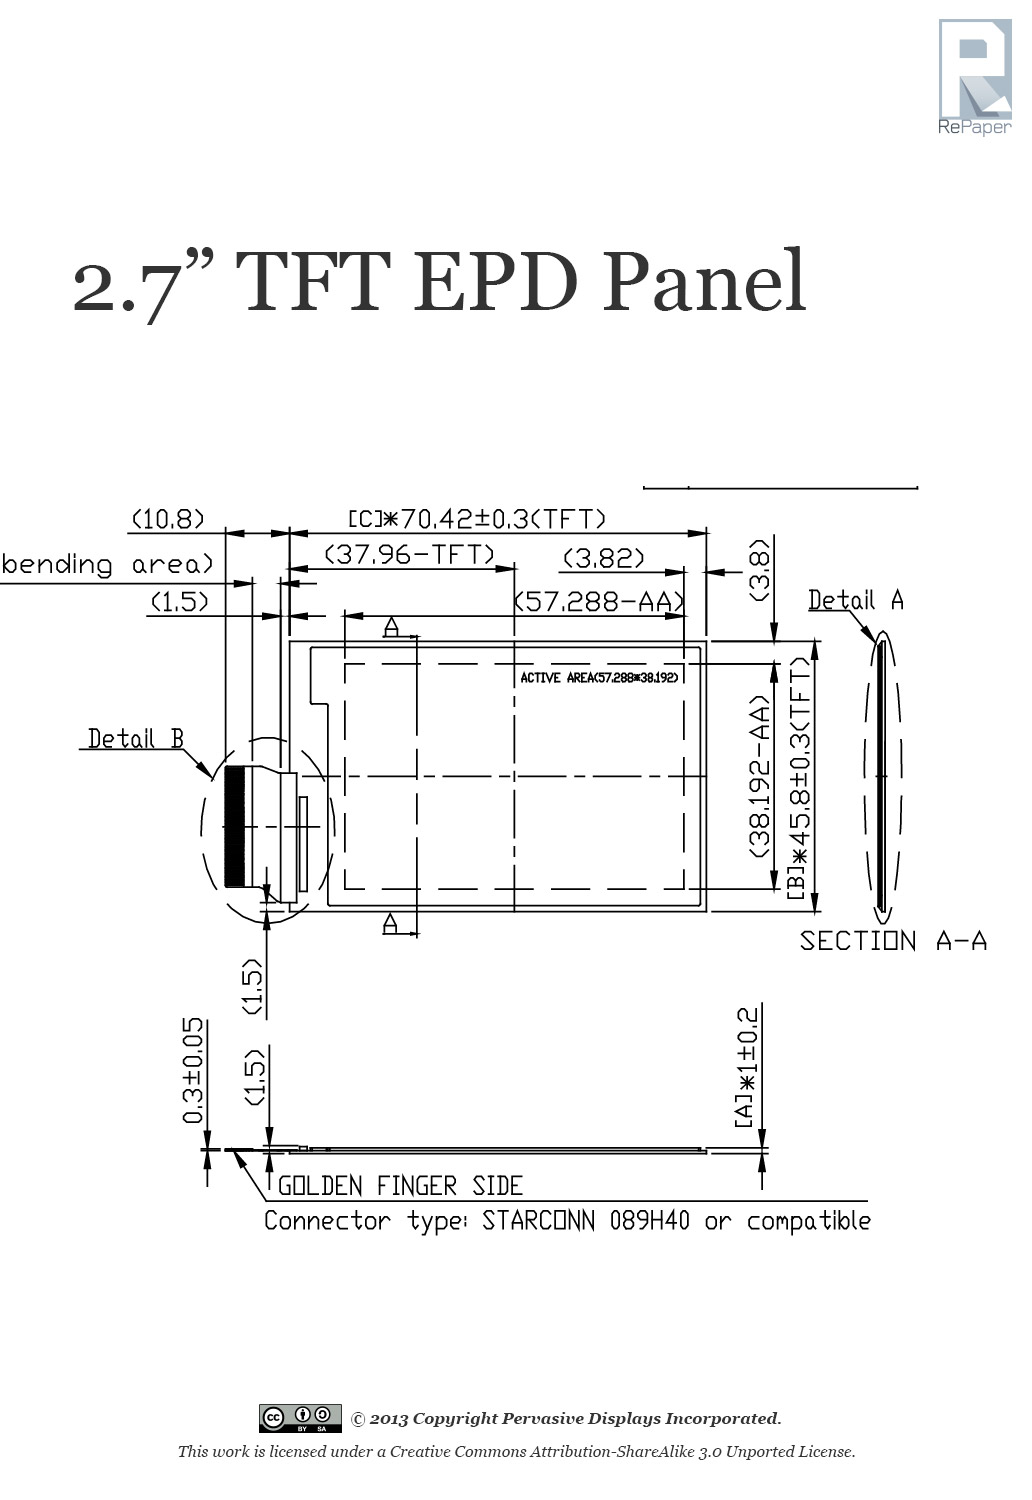 RePaper
2.7” TFT EPD Panel
(10.8)
[C]*70.42±0.3(TFT)
bending area)
(37.96-TFT)
(3.82)
(3.8)
(1.5)
(57.288-AA)
Detail A
A
ACTIVE AREA(57.288*38.192)
Detail B
(38.192-AA)
[B]*45.8±0.3(TFT)
A
SECTION A-A
(1.5)
0.3±0.05
(1.5)
[A]*1±0.2
GOLDEN FINGER SIDE
Connector type: STARCONN 089H40 or compatible
cc BY SA © 2013 Copyright Pervasive Displays Incorporated.
This work is licensed under a Creative Commons Attribution-ShareAlike 3.0 Unported License.